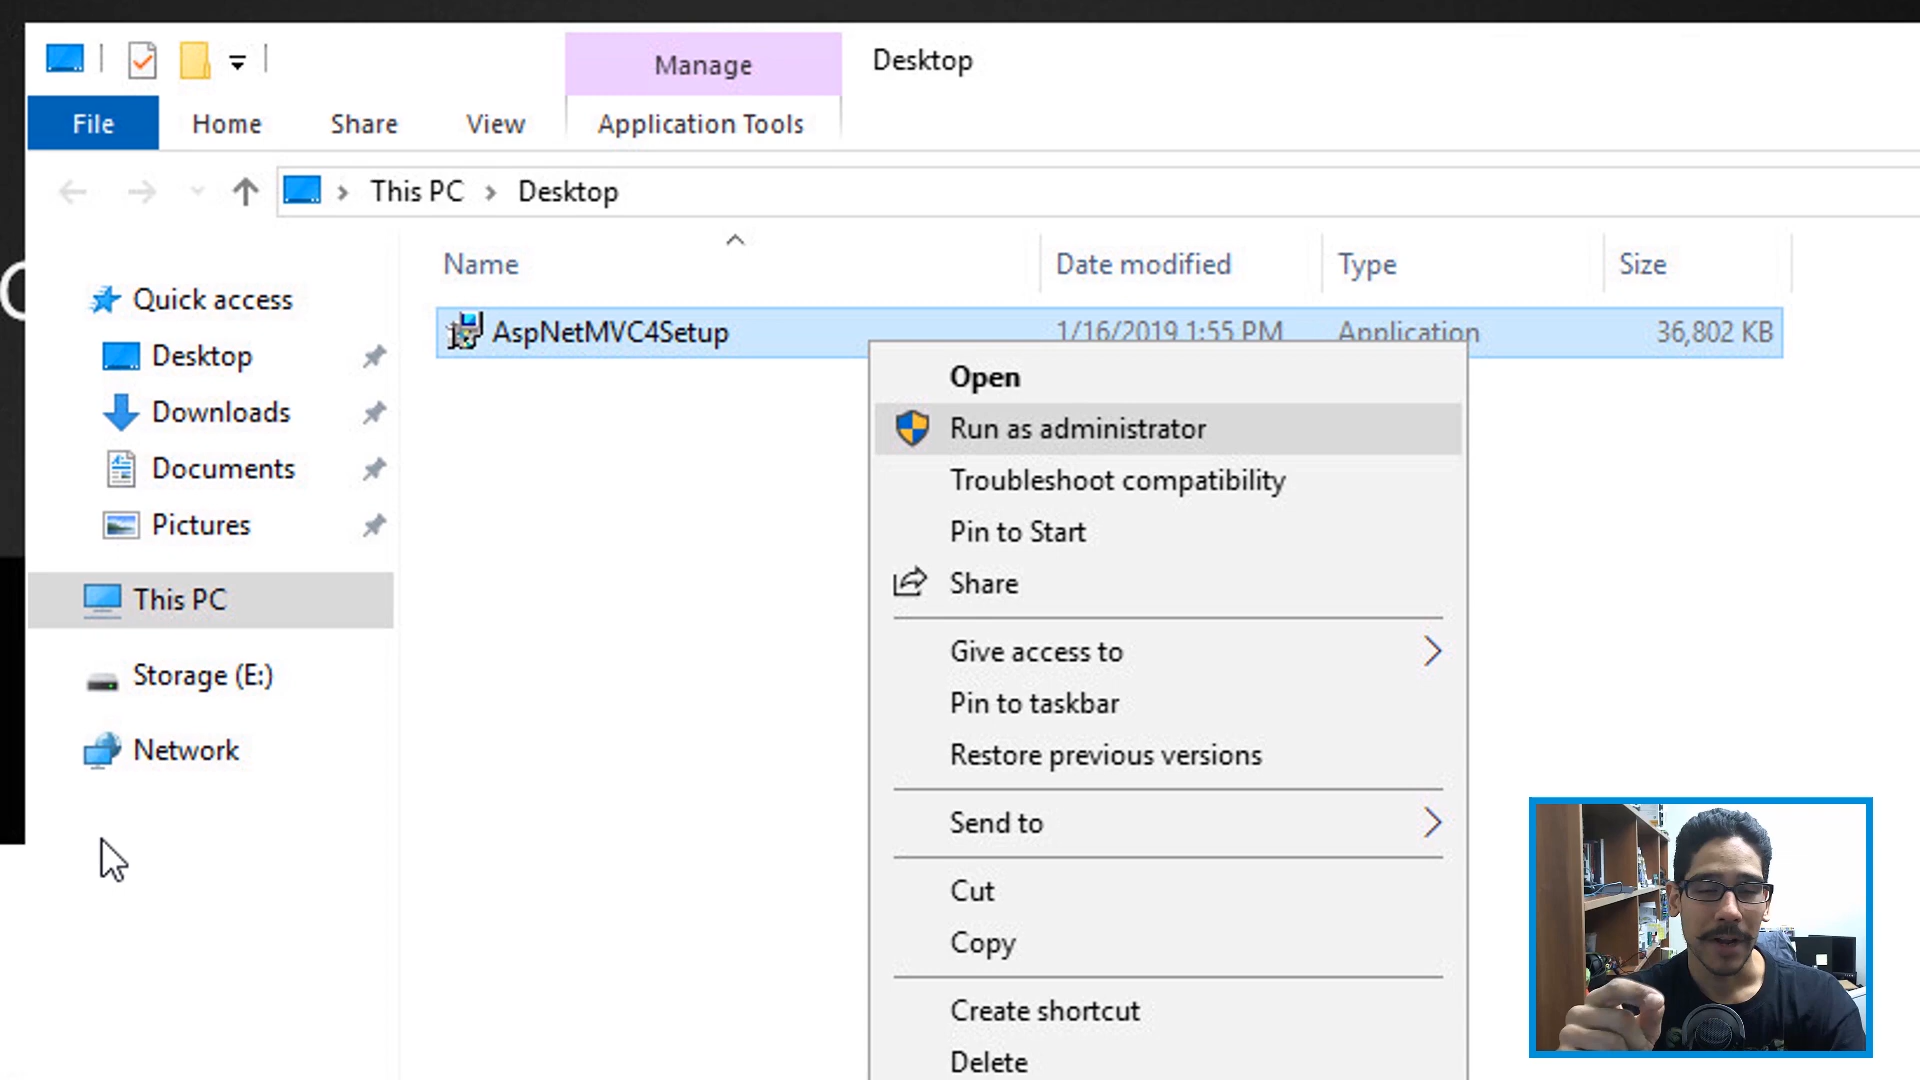 Manage
Desktop
File
Home
Share
View
Application Tools
This PC
Desktop
Name
Date modified
Type
Size
Quick access
Desktop
Downloads
Documents
Pictures
This PC
Storage (E:)
Network
AspNetMVC4Setup
1/16/2019 1:55 PM
Application
36,802 KB
Open
Run as administrator
Troubleshoot compatibility
Pin to Start
Share
Give access to
Pin to taskbar
Restore previous versions
Send to
Cut
Copy
Create shortcut
Delete